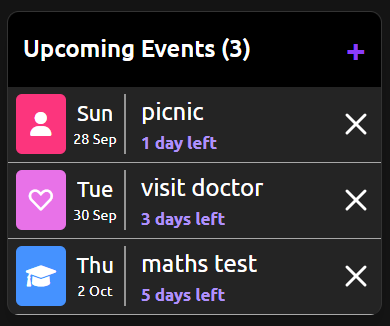 Upcoming Events (3)
+
Sun
28 Sep
picnic
1 day left
Tue
30 Sep
visit doctor
3 days left
Thu
2 Oct
maths test
5 days left